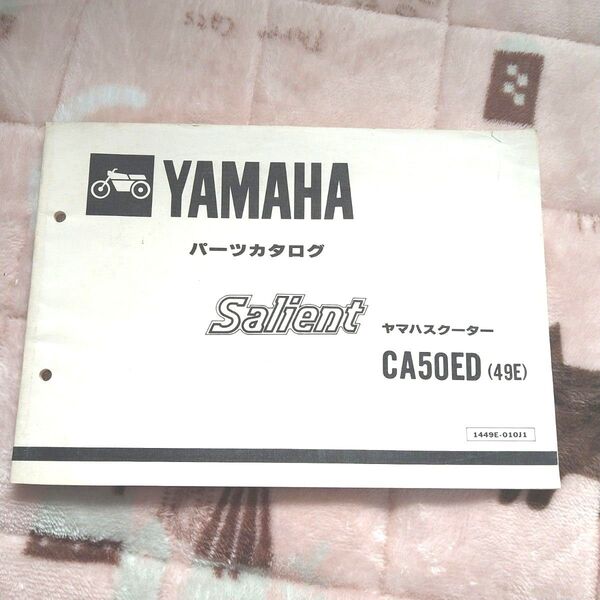 YAMAHA
パーツカタログ
Salient
ヤマハスクーター
CA50ED (49E)
1449E-010J1